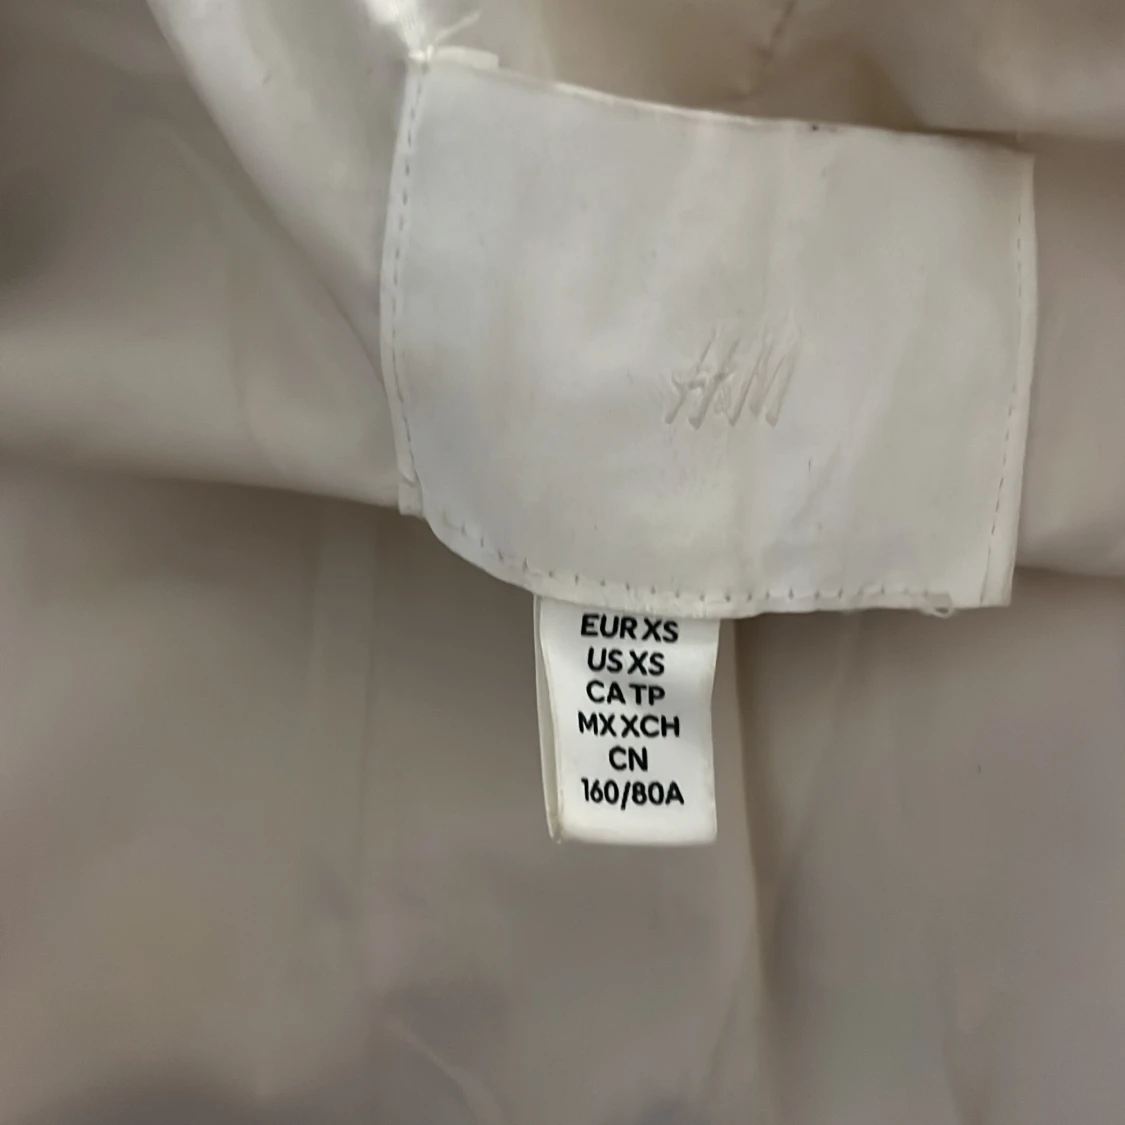 H&M
EUR XS
US XS
CA TP
MX XCH
CN
160/80A